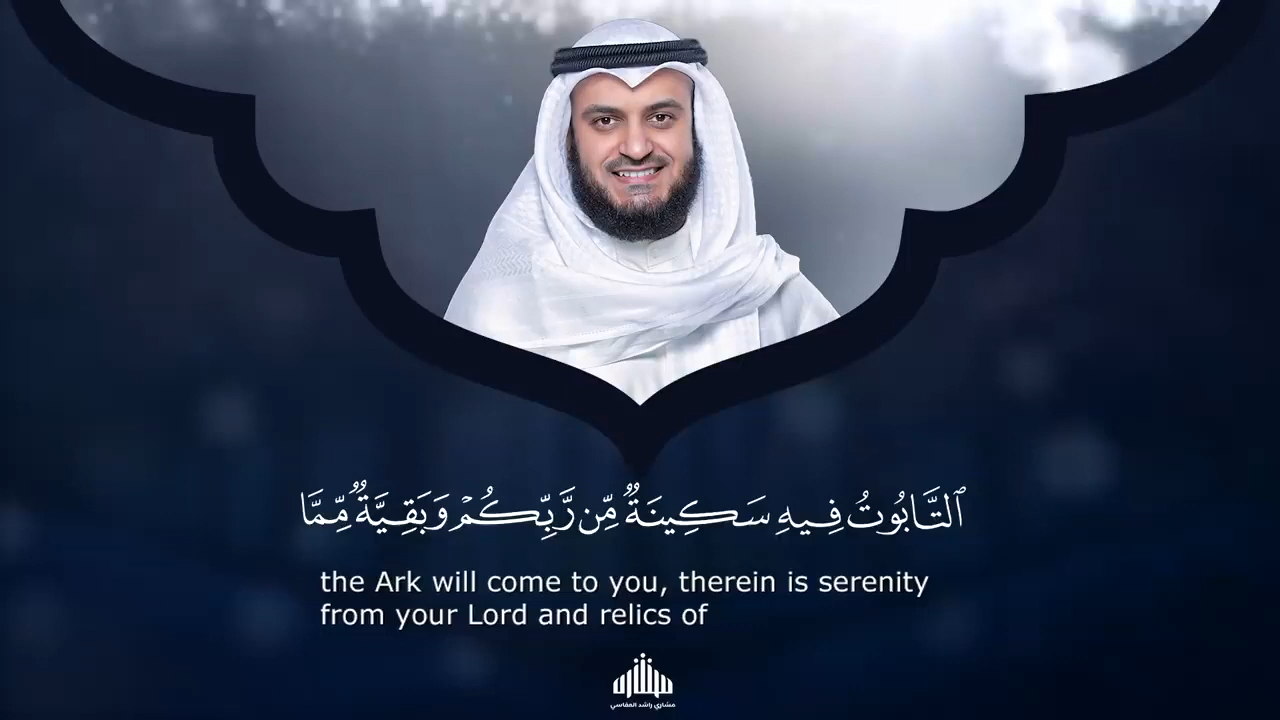 ٱلتَّابُوتُ فِيهِ سَكِينَةٌ مِّن رَّبِّكُمْ وَبَقِيَّةٌ مِّمَّا
the Ark will come to you, therein is serenity
from your Lord and relics of
مشاري راشد العفاسي